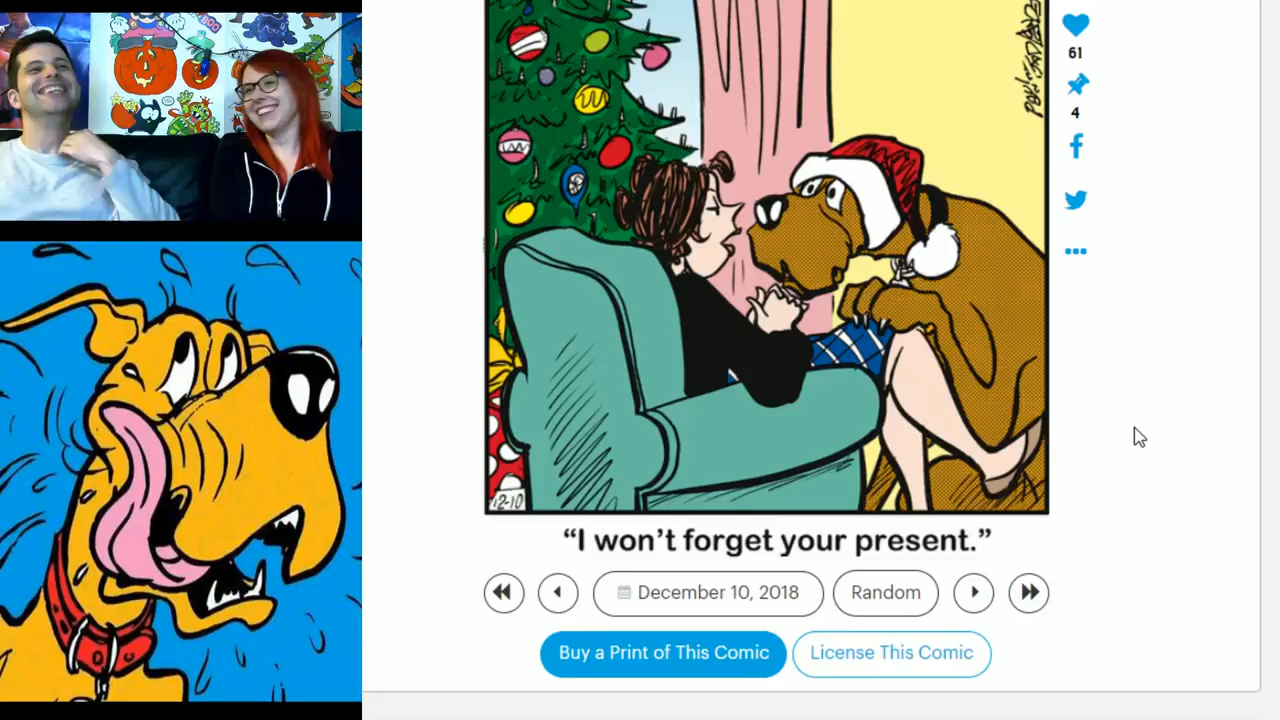 BOO
61
4
12-10
“I won’t forget your present.”
December 10, 2018
Random
Buy a Print of This Comic
License This Comic